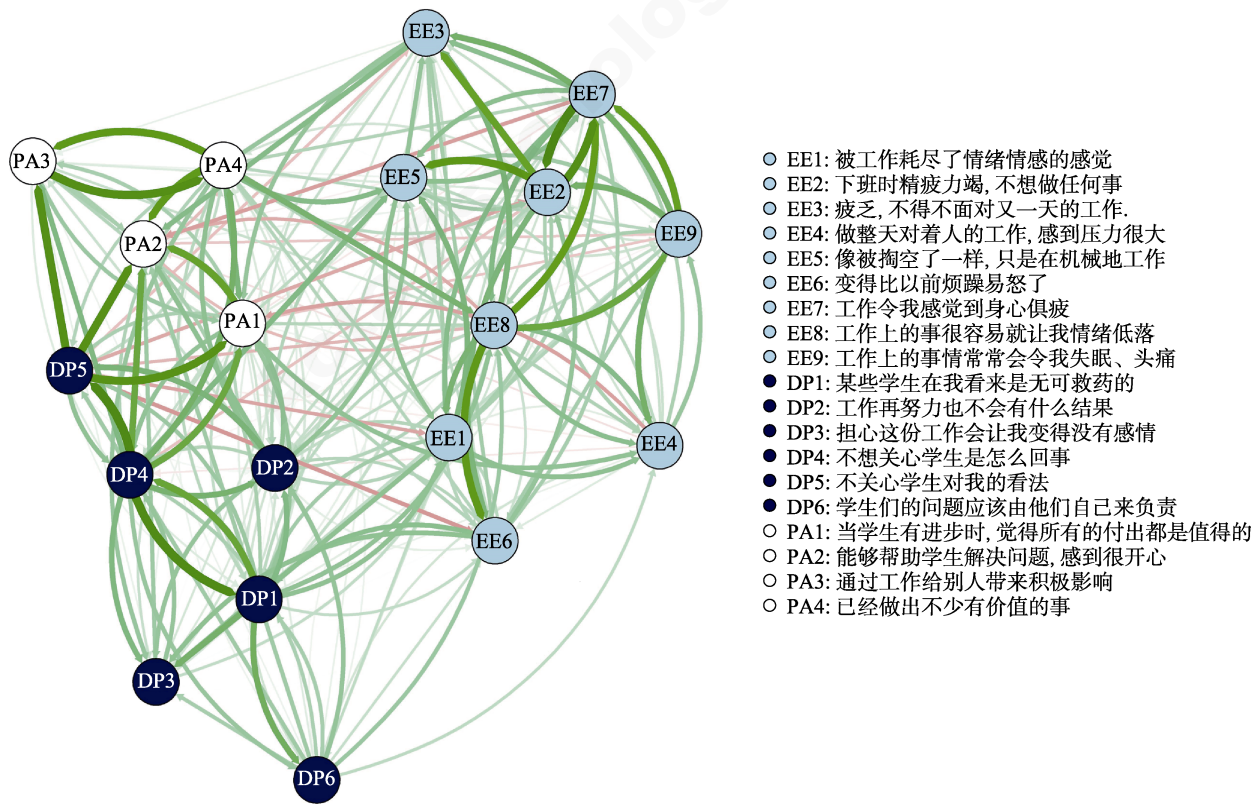 EE3
EE7
PA3
PA4
EE5
EE2
PA2
EE9
PA1
EE8
DP5
EE1
EE4
DP4
DP2
EE6
DP1
DP3
DP6
EE1: 被工作耗尽了情绪情感的感觉
EE2: 下班时精疲力竭, 不想做任何事
EE3: 疲乏, 不得不面对又一天的工作.
EE4: 做整天对着人的工作, 感到压力很大
EE5: 像被掏空了一样, 只是在机械地工作
EE6: 变得比以前烦躁易怒了
EE7: 工作令我感觉到身心俱疲
EE8: 工作上的事很容易就让我情绪低落
EE9: 工作上的事情常常会令我失眠、头痛
DP1: 某些学生在我看来是无可救药的
DP2: 工作再努力也不会有什么结果
DP3: 担心这份工作会让我变得没有感情
DP4: 不想关心学生是怎么回事
DP5: 不关心学生对我的看法
DP6: 学生们的问题应该由他们自己来负责
PA1: 当学生有进步时, 觉得所有的付出都是值得的
PA2: 能够帮助学生解决问题, 感到很开心
PA3: 通过工作给别人带来积极影响
PA4: 已经做出不少有价值的事